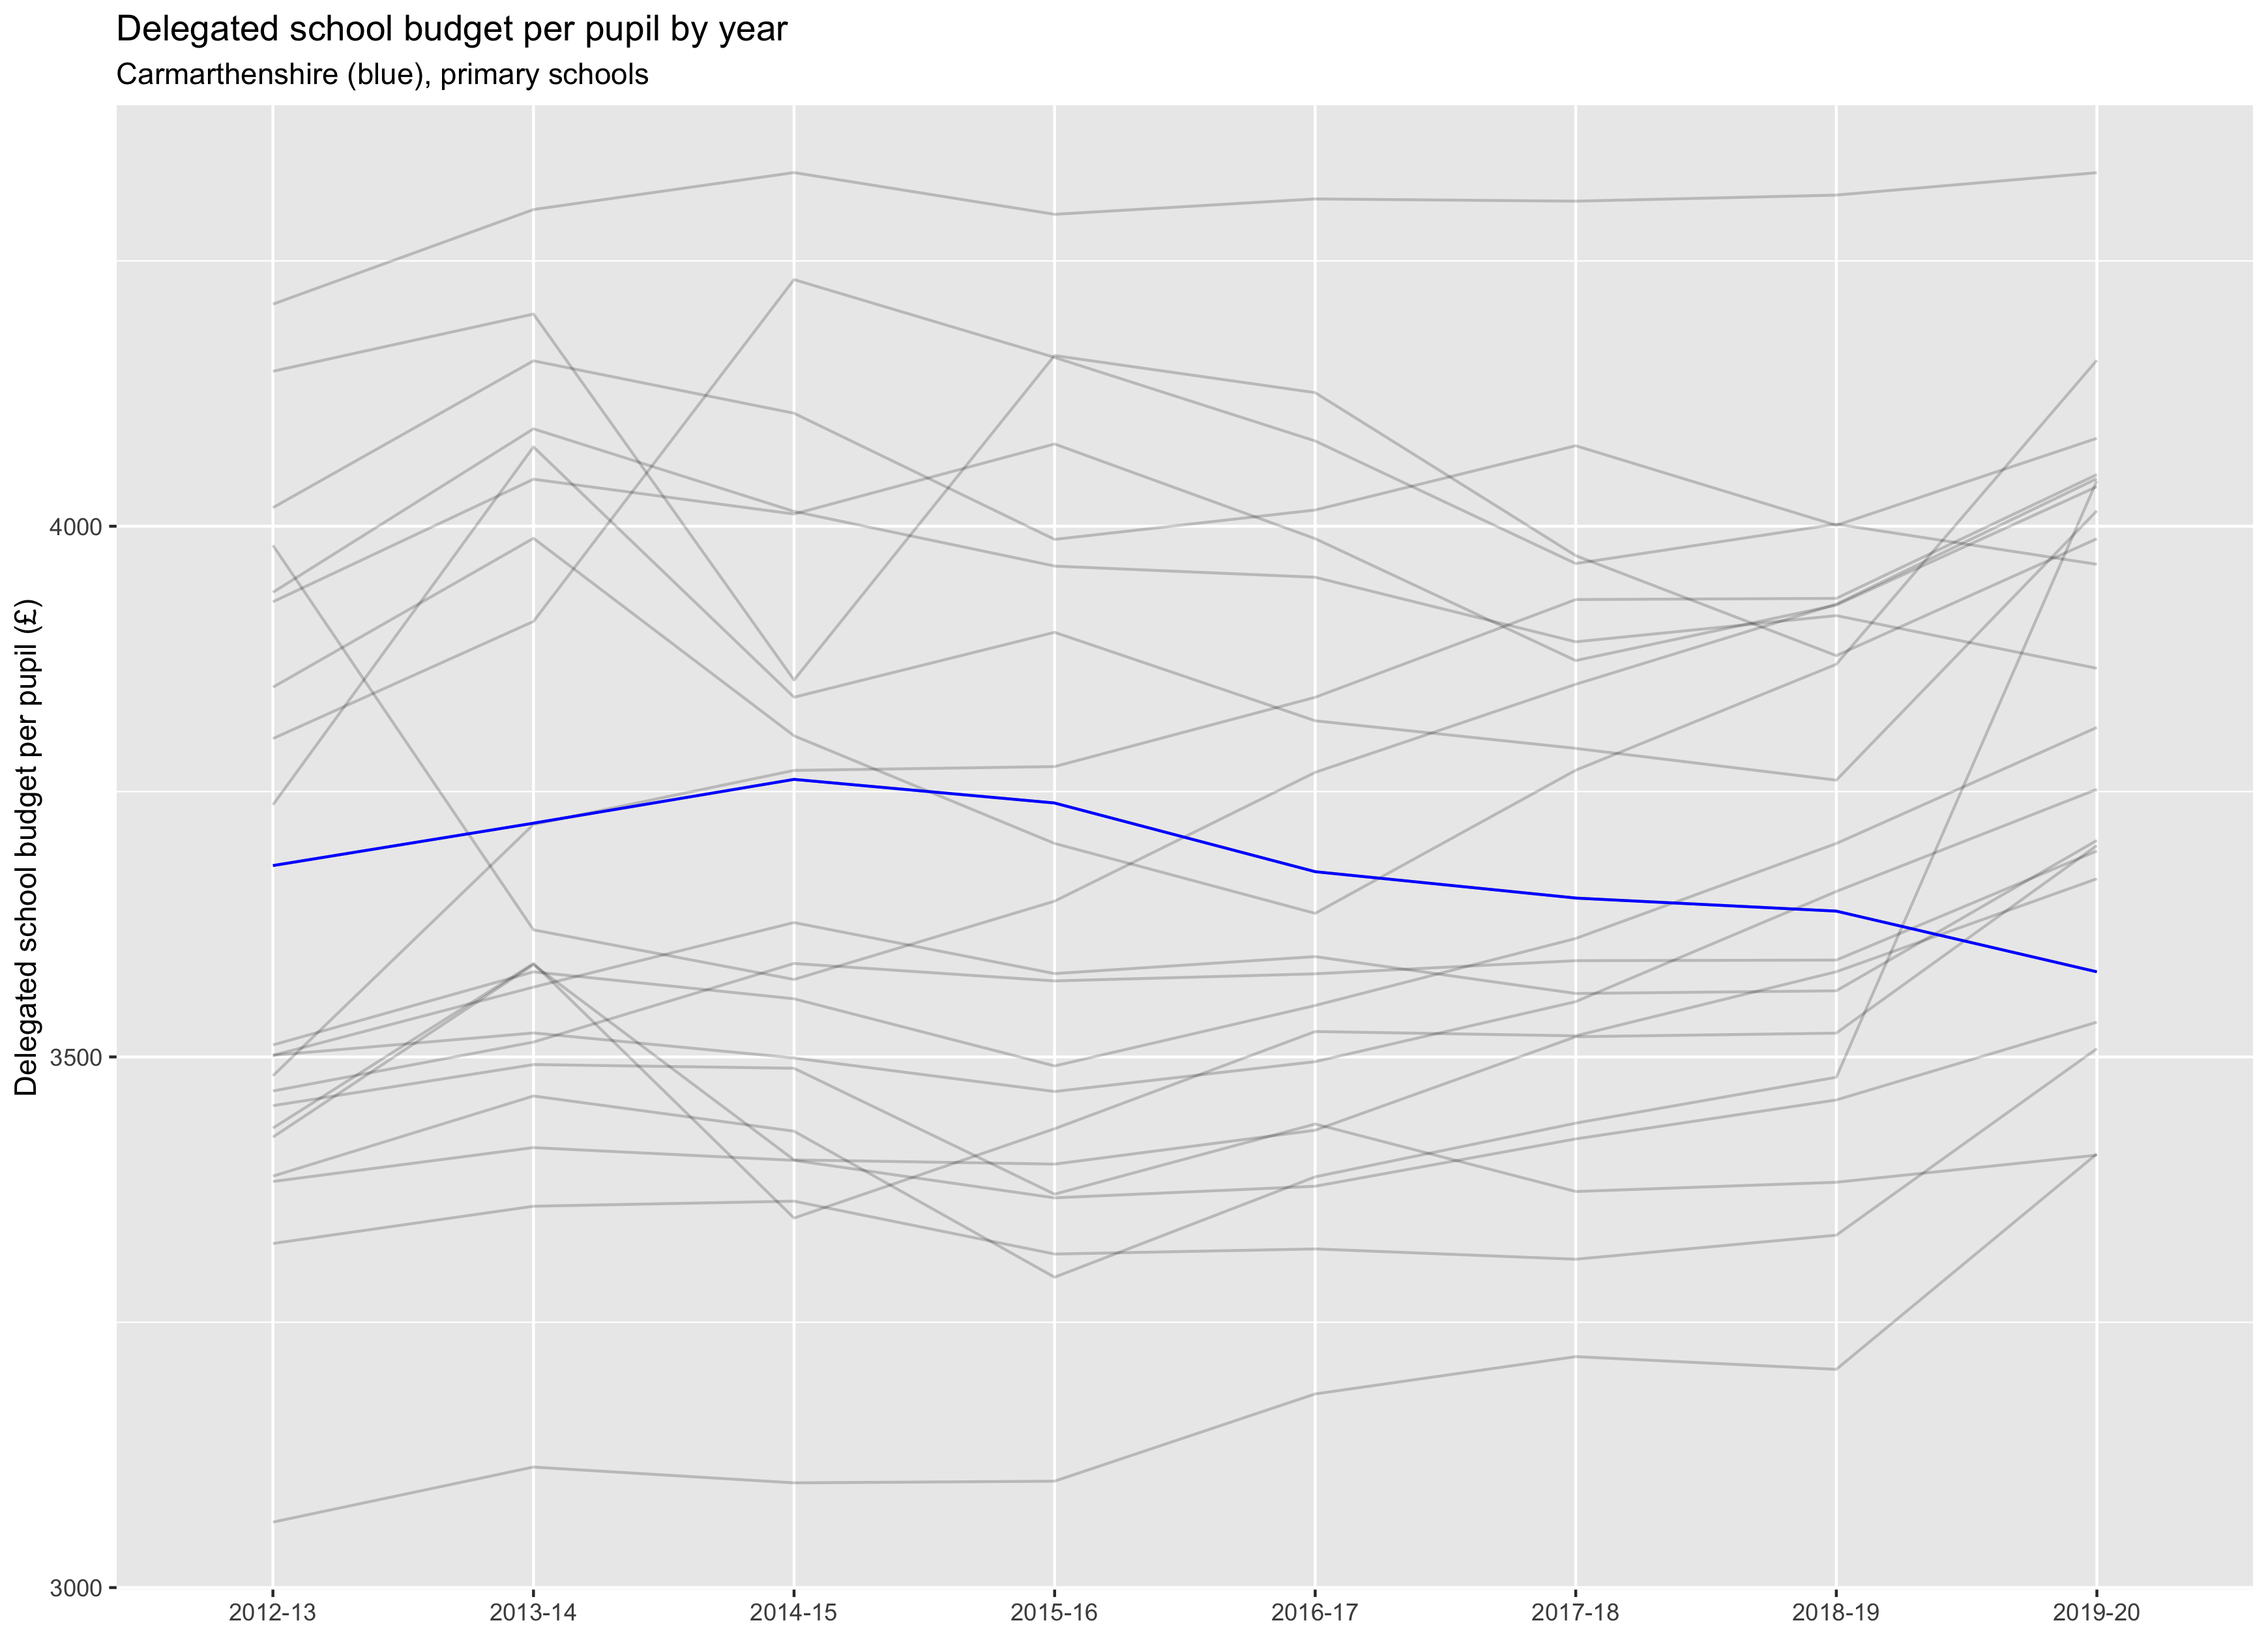 Delegated school budget per pupil by year
Carmarthenshire (blue), primary schools
Delegated school budget per pupil (£)
4000
3500
3000
2012-13 2013-14 2014-15 2015-16 2016-17 2017-18 2018-19 2019-20